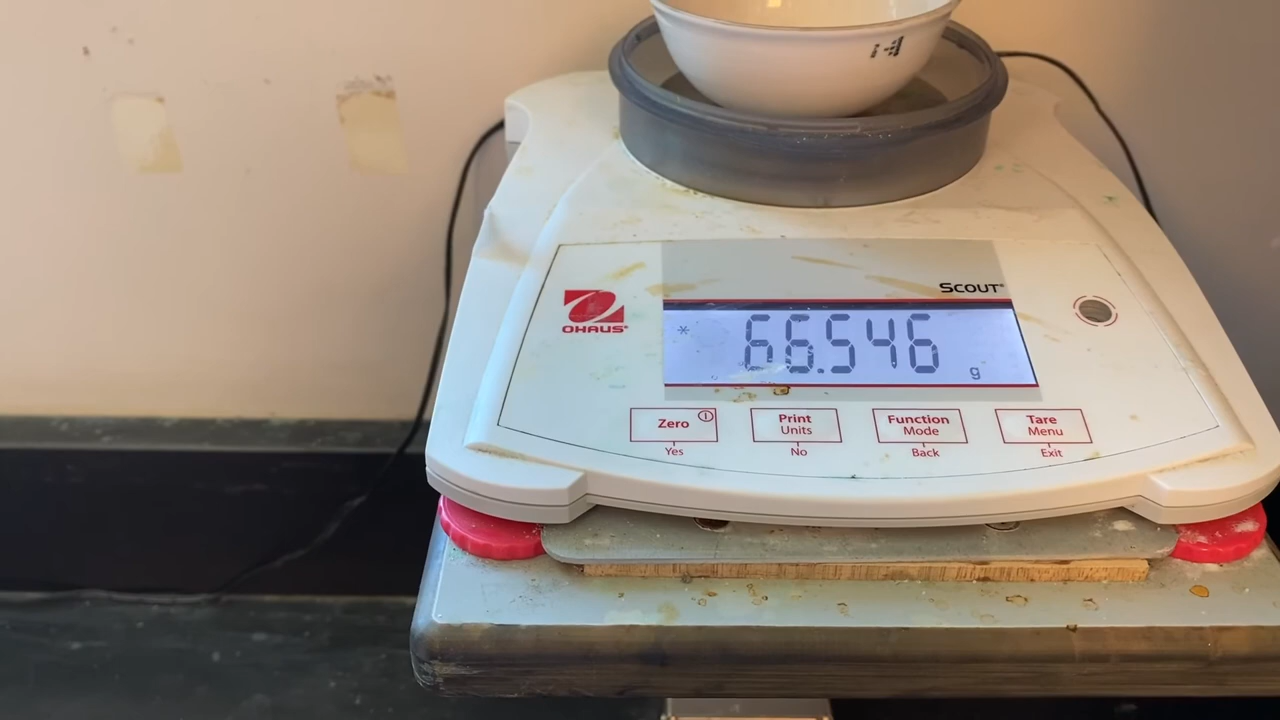 SCOUT®
OHAUS®
* 66.546 g
Zero
Print
Units
Function
Mode
Tare
Menu
Yes
No
Back
Exit